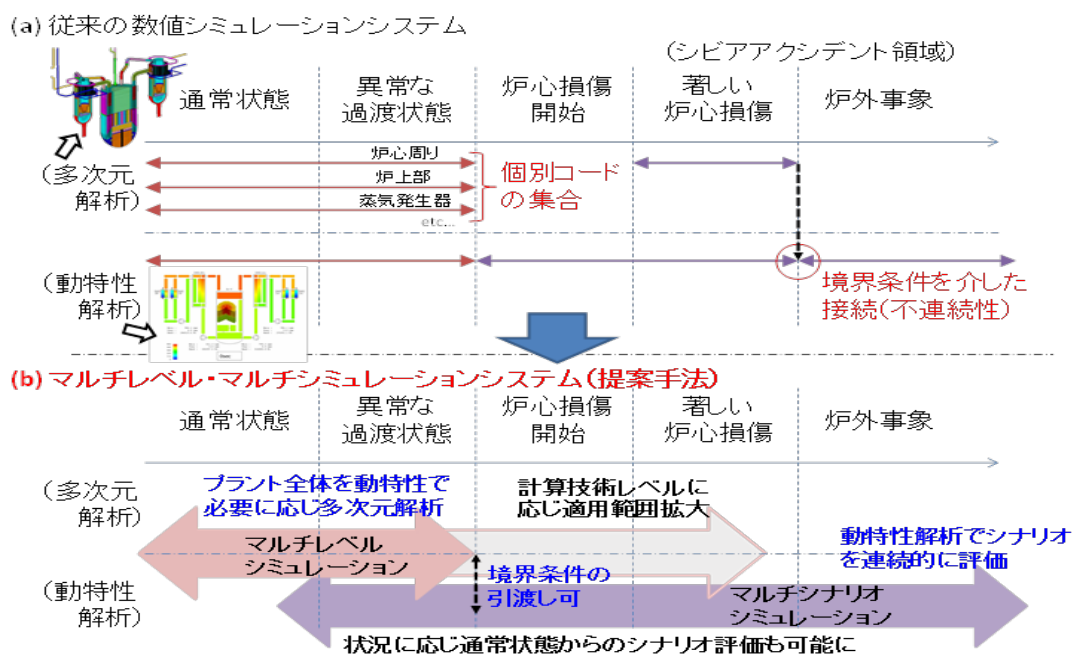 (a) 従来の数値シミュレーションシステム
(シビアアクシデント領域)
通常状態
異常な
過渡状態
炉心損傷
開始
著しい
炉心損傷
炉外事象
(多次元
解析)
炉心周り
炉上部
蒸気発生器
etc...
個別コード
の集合
(動特性
解析)
境界条件を介した
接続(不連続性)
(b) マルチレベル・マルチシミュレーションシステム(提案手法)
通常状態
異常な
過渡状態
炉心損傷
開始
著しい
炉心損傷
炉外事象
(多次元
解析)
プラント全体を動特性で
必要に応じ多次元解析
計算技術レベルに
応じ適用範囲拡大
マルチレベル
シミュレーション
動特性解析でシナリオ
を連続的に評価
(動特性
解析)
境界条件の
引渡し可
マルチシナリオ
シミュレーション
状況に応じ通常状態からのシナリオ評価も可能に